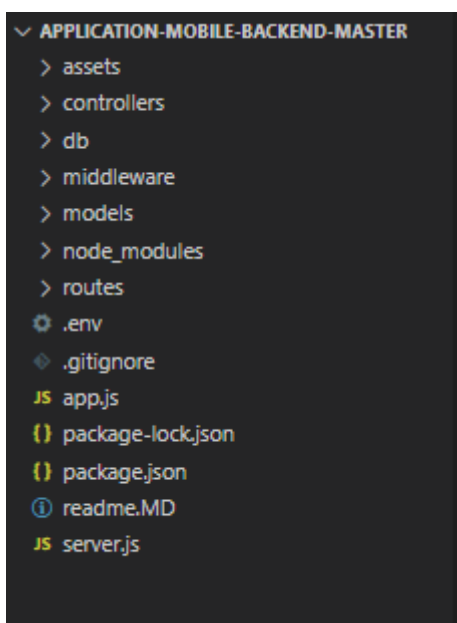 APPLICATION-MOBILE-BACKEND-MASTER
assets
controllers
db
middleware
models
node_modules
routes
.env
.gitignore
JS app.js
{} package-lock.json
{} package.json
readme.MD
JS server.js